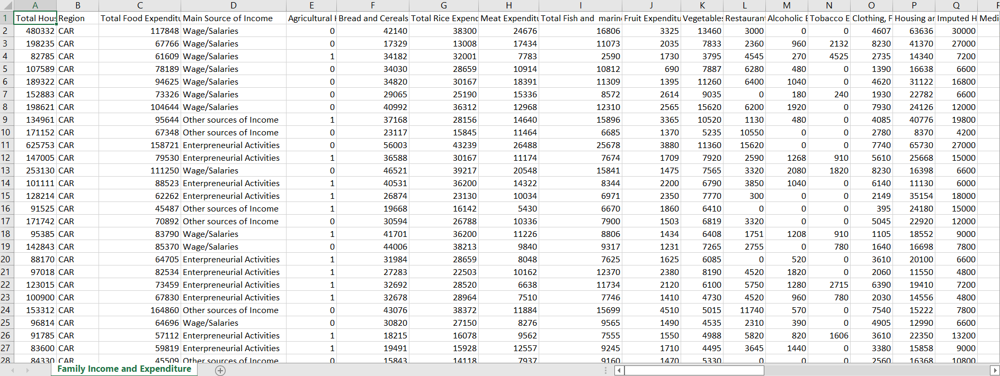 A B C D E F G H I J K L M N O P Q
1 Total Hous Region Total Food Expenditu Main Source of Income Agricultural H Bread and Cereals Total Rice Expend Meat Expenditu Total Fish and marin Fruit Expenditu Vegetables Restauran Alcoholic E Tobacco E Clothing, F Housing ar Imputed H Medi
2 480332 CAR 117848 Wage/Salaries 0 42140 38300 24676 16806 3325 13460 3000 0 0 4607 63636 30000
3 198235 CAR 67766 Wage/Salaries 0 17329 13008 17434 11073 2035 7833 2360 960 2132 8230 41370 27000
4 82785 CAR 61609 Wage/Salaries 1 34182 32001 7783 2590 1730 3795 4545 270 4525 2735 14340 7200
5 107589 CAR 78189 Wage/Salaries 0 34030 28659 10914 10812 690 7887 6280 480 0 1390 16638 6600
6 189322 CAR 94625 Wage/Salaries 0 34820 30167 18391 11309 1395 11260 6400 1040 0 4620 31122 16800
7 152883 CAR 73326 Wage/Salaries 0 29065 25190 15336 8572 2614 9035 0 180 240 1930 22782 6600
8 198621 CAR 104644 Wage/Salaries 0 40992 36312 12968 12310 2565 15620 6200 1920 0 7930 24126 12000
9 134961 CAR 95644 Other sources of Income 1 37168 28156 14640 15896 3365 10520 1130 480 0 4085 40776 19800
10 171152 CAR 67348 Other sources of Income 0 23117 15845 11464 6685 1370 5235 10550 0 0 2780 8370 4200
11 625753 CAR 158721 Enterpreneurial Activities 0 56003 43239 26488 25678 3880 11360 15620 0 0 7740 65730 27000
12 147005 CAR 79530 Enterpreneurial Activities 1 36588 30167 11174 7674 1709 7920 2590 1268 910 5610 25668 15000
13 253130 CAR 111250 Wage/Salaries 0 46521 39217 20548 15841 1475 7565 3320 2080 1820 8230 16398 6600
14 101111 CAR 88523 Enterpreneurial Activities 1 40531 36200 14322 8344 2200 6790 3850 1040 0 6140 11130 6000
15 128214 CAR 62262 Enterpreneurial Activities 1 26874 23130 10034 6971 2350 7770 300 0 0 2149 35154 18000
16 91525 CAR 45487 Other sources of Income 1 19668 16142 5430 6670 1860 6410 0 0 0 395 24180 15000
17 171742 CAR 70892 Other sources of Income 0 30594 26788 10336 7900 1503 6819 3320 0 0 5045 22920 12000
18 95385 CAR 83790 Wage/Salaries 1 41701 36200 11226 8806 1434 6408 1751 1208 910 1105 18552 9000
19 142843 CAR 85370 Wage/Salaries 0 44006 38213 9840 9317 1231 7265 2755 0 780 1640 16698 7800
20 88170 CAR 64705 Enterpreneurial Activities 1 31984 28659 8048 7625 1625 6085 0 520 0 3610 20100 6600
21 97018 CAR 82534 Enterpreneurial Activities 1 27283 22503 10162 12370 2380 8190 4520 1820 0 2060 11550 4800
22 123015 CAR 73459 Enterpreneurial Activities 1 32692 28520 6638 11734 2120 6100 5750 1280 2715 6390 19410 7200
23 100900 CAR 67830 Enterpreneurial Activities 1 32678 28964 7510 7746 1410 4730 4520 960 780 2030 14556 4800
24 153312 CAR 164860 Other sources of Income 0 43076 38372 11884 15699 4510 5015 11740 570 0 7540 15222 7800
25 96814 CAR 64696 Wage/Salaries 0 30820 27150 8276 9565 1490 4535 2310 390 0 4905 12990 6600
26 91785 CAR 57112 Enterpreneurial Activities 1 18215 16078 9562 7555 1550 4988 5820 820 1606 3610 22350 13200
27 83600 CAR 59819 Enterpreneurial Activities 1 19491 15928 12557 9245 1710 4495 3645 1440 0 3380 15858 9000
28 84330 CAR 45509 Other sources of Income 0 15843 14118 7937 9160 1470 5330 0 0 0 2560 16368 10800
Family Income and Expenditure